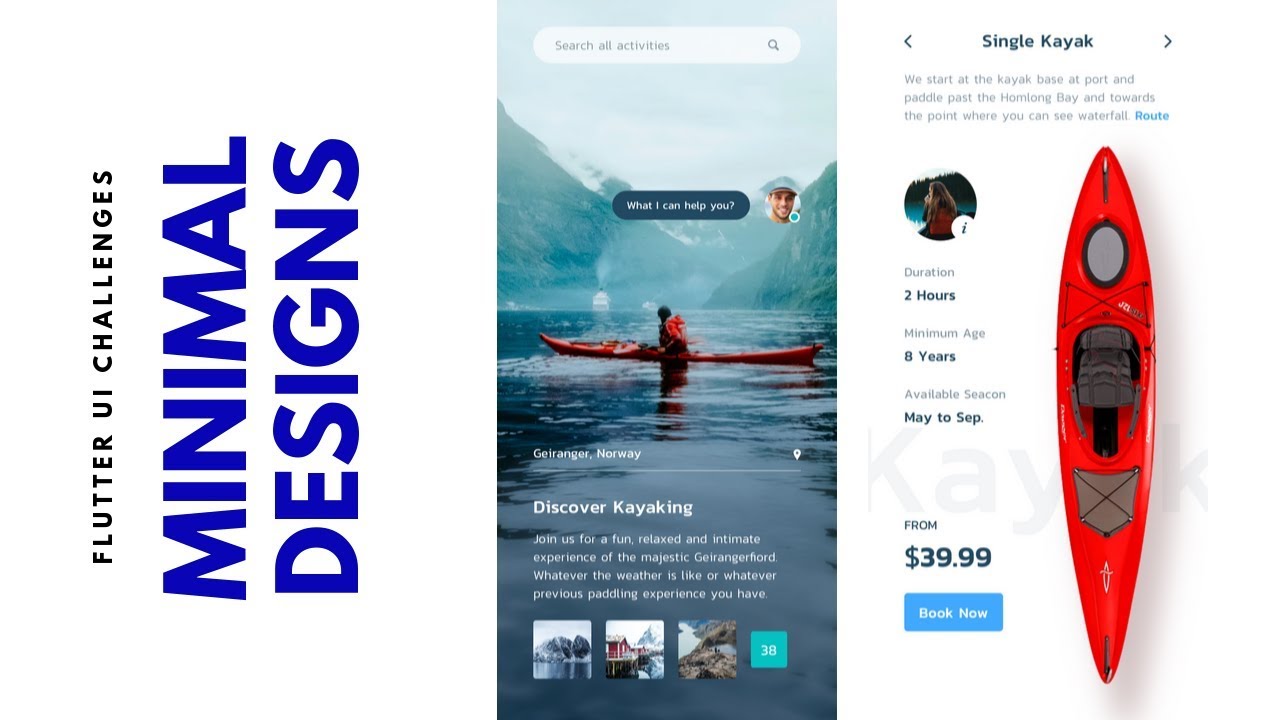 FLUTTER UI CHALLENGES
MINIMAL
DESIGNS
Search all activities
What I can help you?
Geiranger, Norway
Discover Kayaking
Join us for a fun, relaxed and intimate
experience of the majestic Geirangerfiord.
Whatever the weather is like or whatever
previous paddling experience you have.
38
Single Kayak
We start at the kayak base at port and
paddle past the Homlong Bay and towards
the point where you can see waterfall. Route
i
Duration
2 Hours
Minimum Age
8 Years
Available Seacon
May to Sep.
Kayak
FROM
$39.99
Book Now